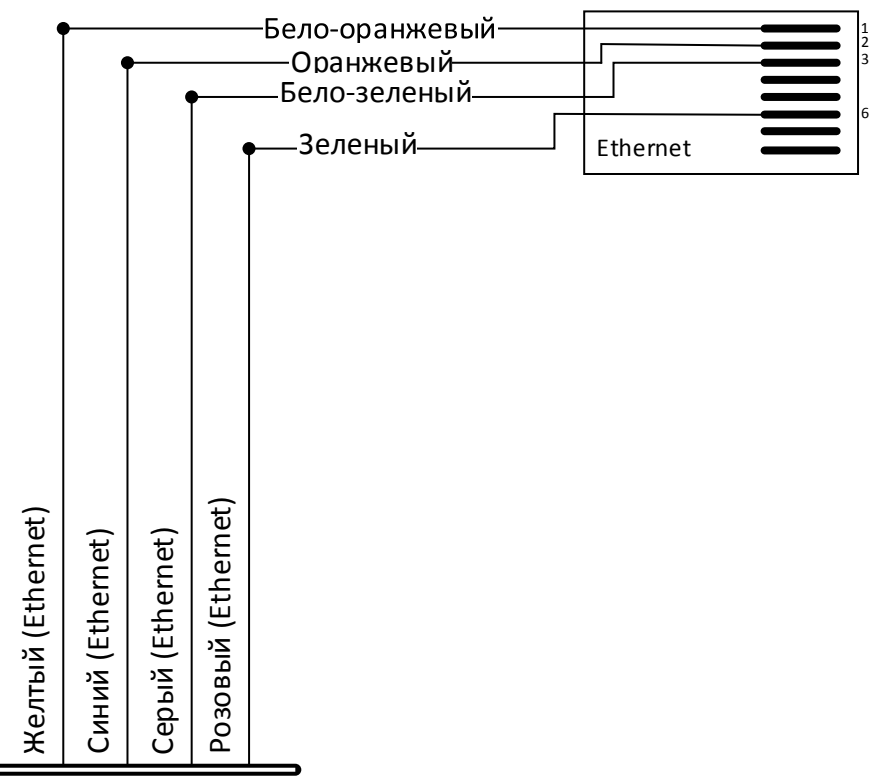 Бело-оранжевый
1
2
Оранжевый
3
Бело-зеленый
6
Зеленый
Ethernet
Желтый (Ethernet)
Синий (Ethernet)
Серый (Ethernet)
Розовый (Ethernet)